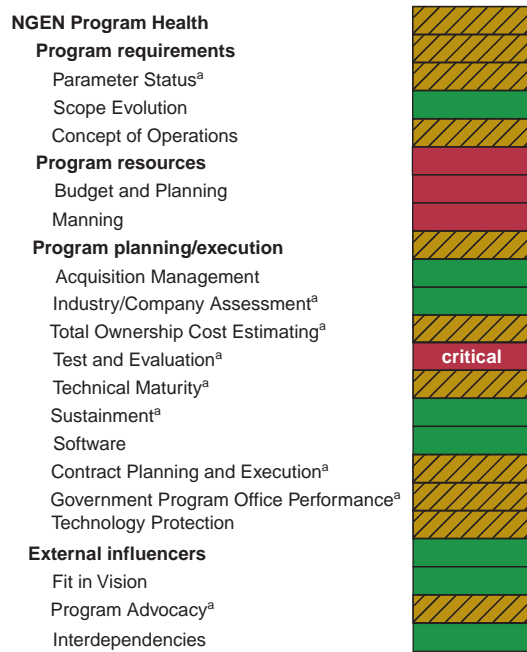 NGEN Program Health
Program requirements
Parameter Statusᵃ
Scope Evolution
Concept of Operations
Program resources
Budget and Planning
Manning
Program planning/execution
Acquisition Management
Industry/Company Assessmentᵃ
Total Ownership Cost Estimatingᵃ
Test and Evaluationᵃ critical
Technical Maturityᵃ
Sustainmentᵃ
Software
Contract Planning and Executionᵃ
Government Program Office Performanceᵃ
Technology Protection
External influencers
Fit in Vision
Program Advocacyᵃ
Interdependencies